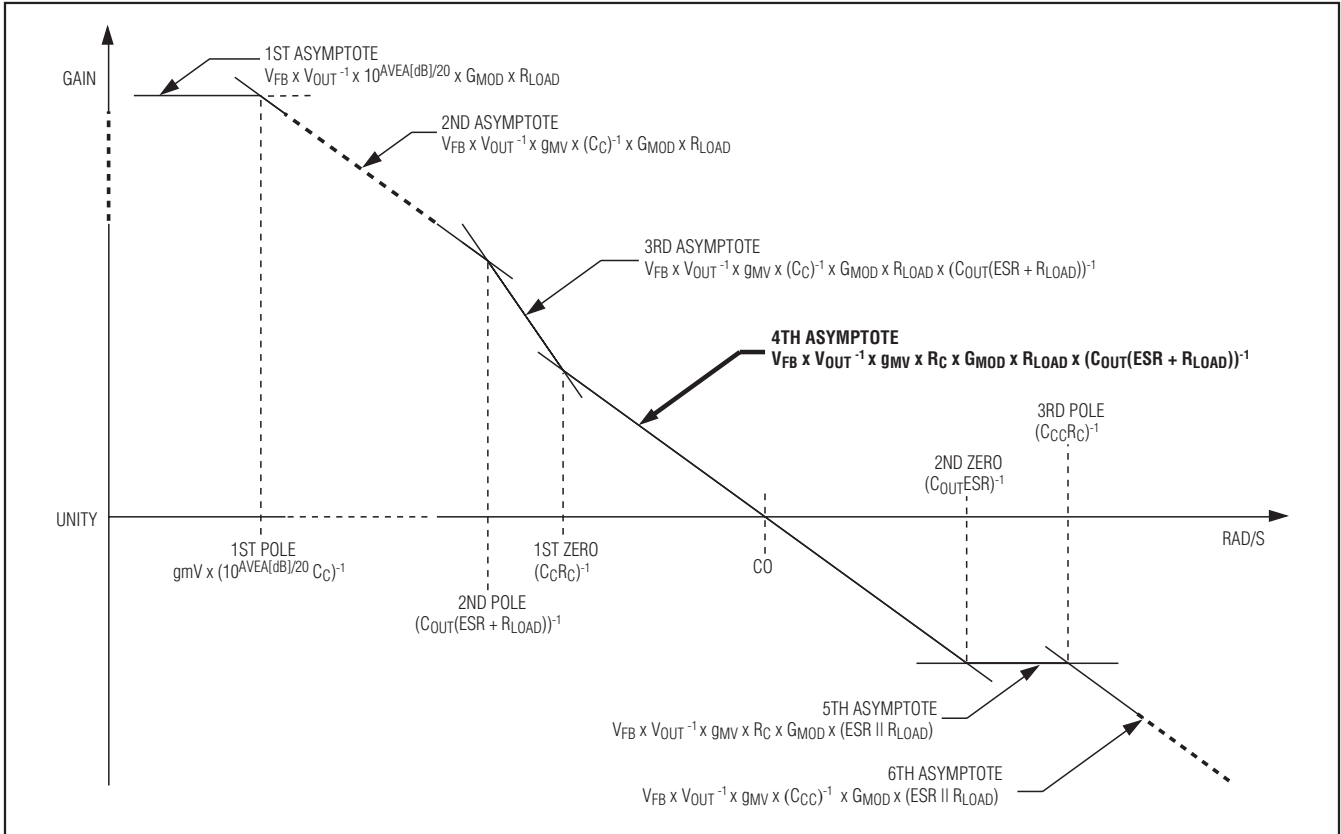 GAIN
1ST ASYMPTOTE
VFB x VOUT -1 x 10AVEA[dB]/20 x GMOD x RLOAD
2ND ASYMPTOTE
VFB x VOUT -1 x gMV x (CC)-1 x GMOD x RLOAD
3RD ASYMPTOTE
VFB x VOUT -1 x gMV x (CC)-1 x GMOD x RLOAD x (COUT(ESR + RLOAD))-1
4TH ASYMPTOTE
VFB x VOUT -1 x gMV x RC x GMOD x RLOAD x (COUT(ESR + RLOAD))-1
3RD POLE
(CCCRC)-1
2ND ZERO
(COUTESR)-1
UNITY
RAD/S
1ST POLE
gmV x (10AVEA[dB]/20 CC)-1
1ST ZERO
(CCRC)-1
CO
2ND POLE
(COUT(ESR + RLOAD))-1
5TH ASYMPTOTE
VFB x VOUT -1 x gMV x RC x GMOD x (ESR || RLOAD)
6TH ASYMPTOTE
VFB x VOUT -1 x gMV x (CCC)-1 x GMOD x (ESR || RLOAD)